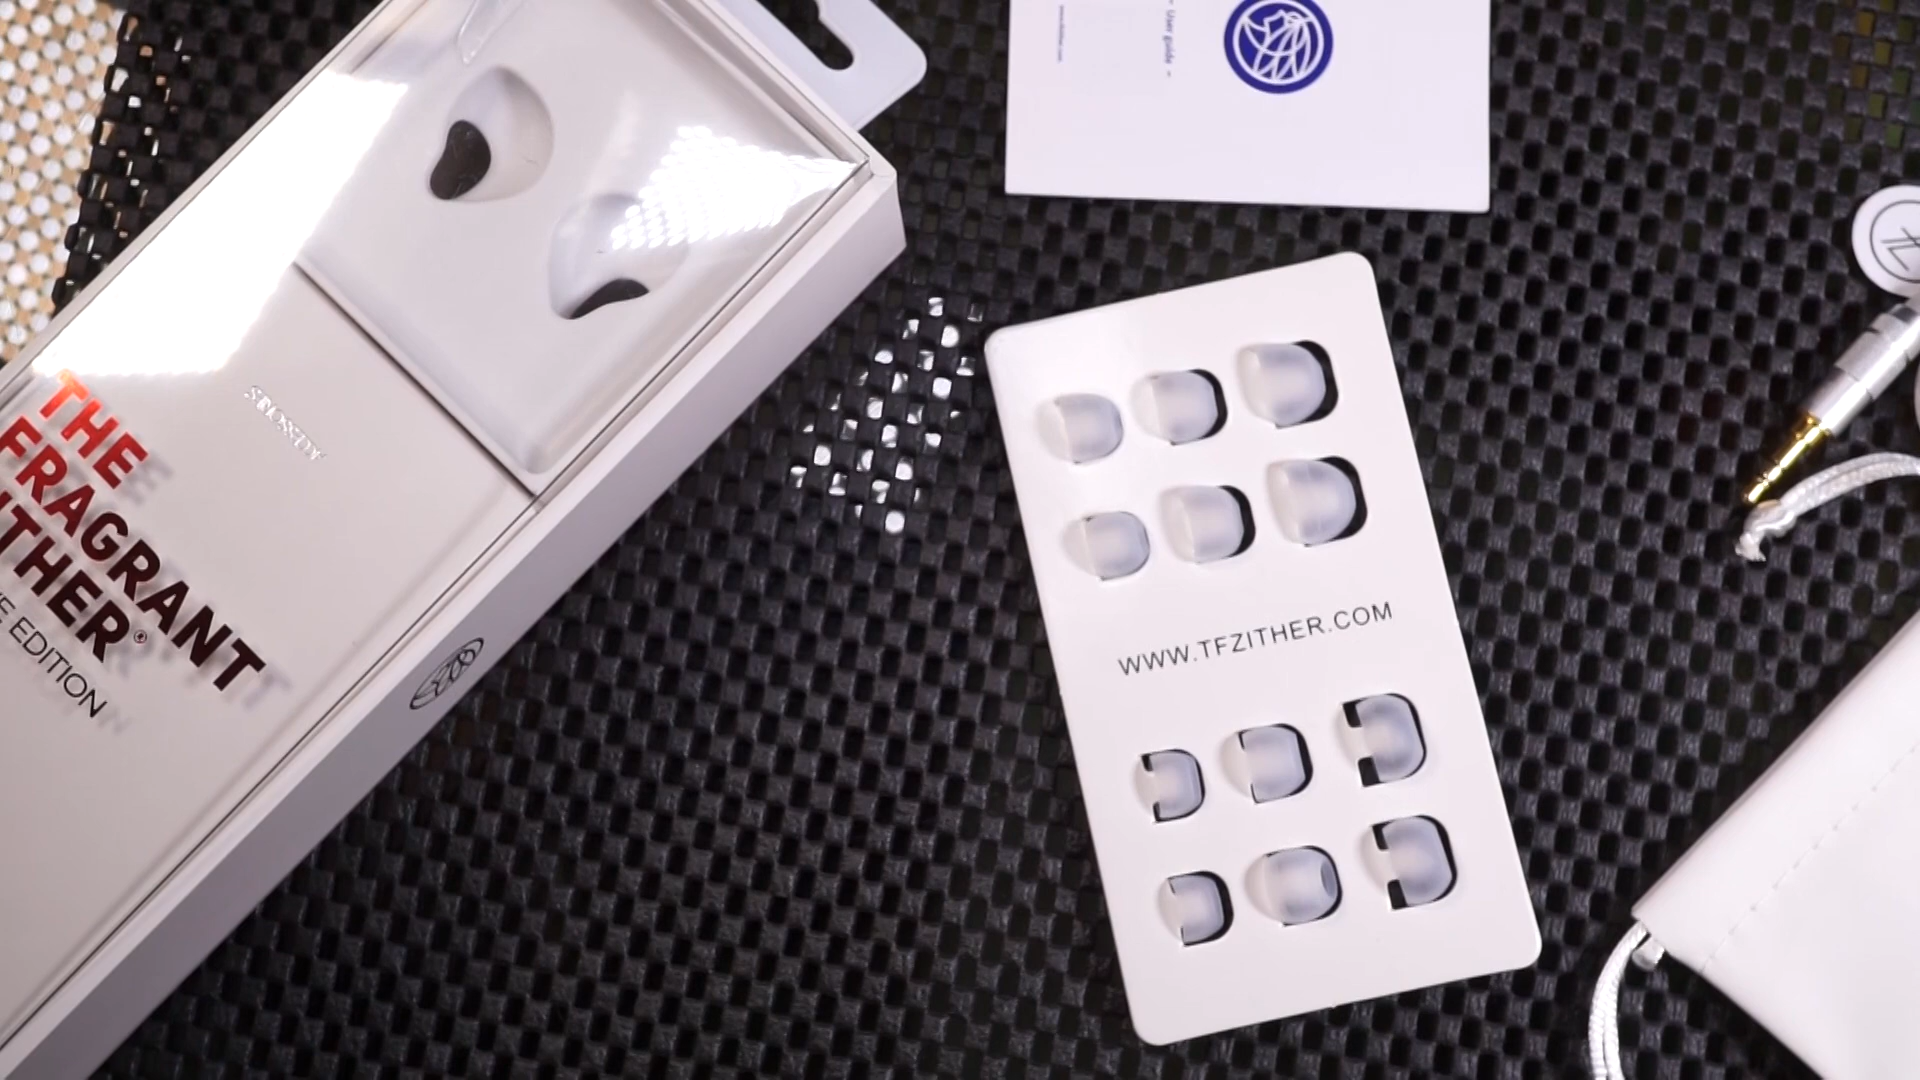 THE
FRAGRANT
ITHER®
E EDITION
– User guide –
WWW.TFZITHER.COM